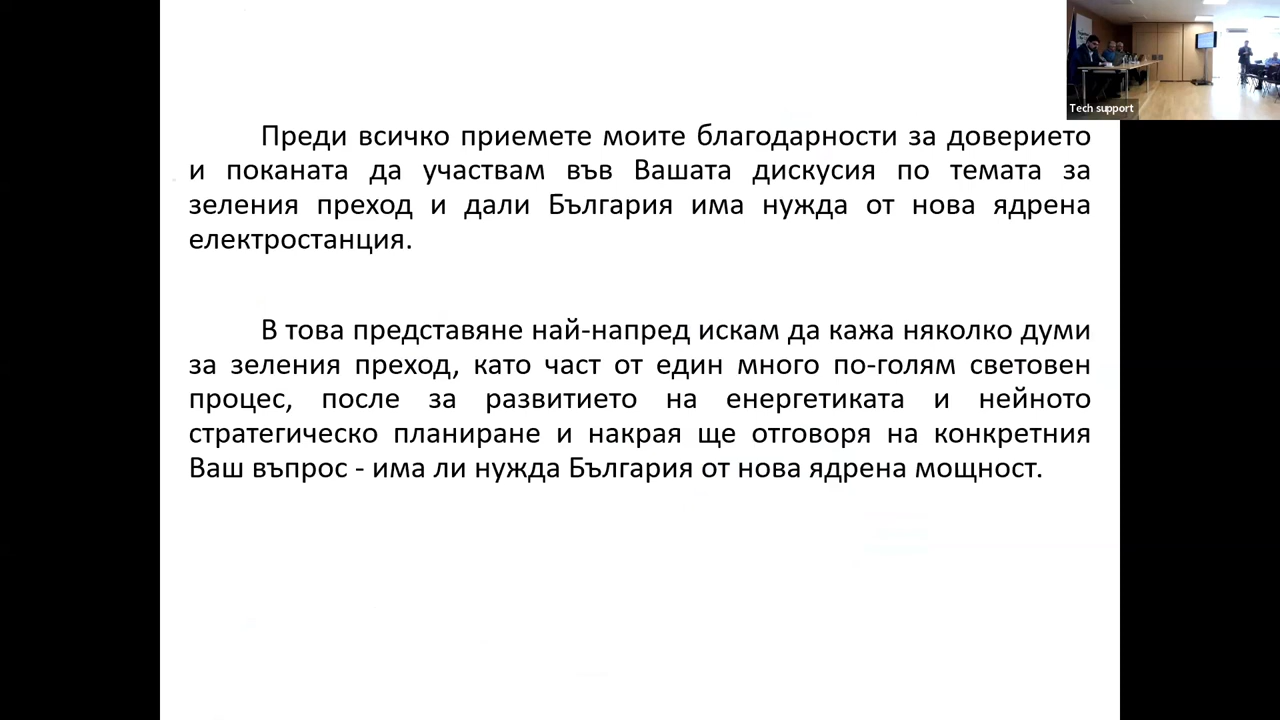 Tech support
Преди всичко приемете моите благодарности за доверието
и поканата да участвам във Вашата дискусия по темата за
зеления преход и дали България има нужда от нова ядрена
електростанция.
В това представяне най-напред искам да кажа няколко думи
за зеления преход, като част от един много по-голям световен
процес, после за развитието на енергетиката и нейното
стратегическо планиране и накрая ще отговоря на конкретния
Ваш въпрос - има ли нужда България от нова ядрена мощност.